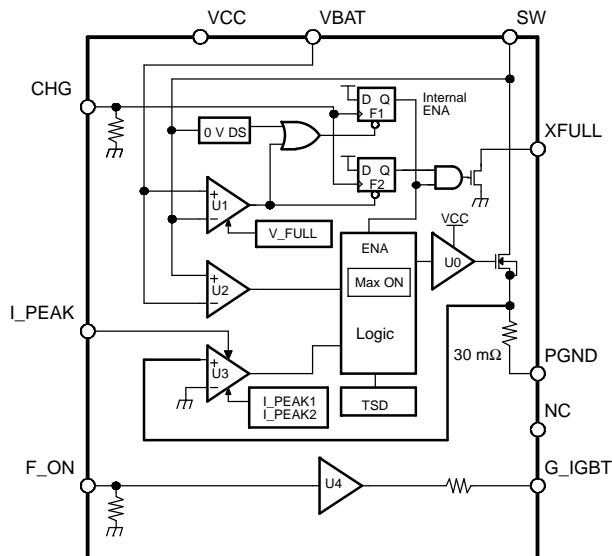 VCC
VBAT
SW
CHG
D Q
F1
Internal
ENA
0 V DS
XFULL
D Q
F2
+
U1
−
V_FULL
VCC
ENA
U0
+
U2
−
Max ON
I_PEAK
Logic
30 mΩ
+
U3
−
PGND
I_PEAK1
I_PEAK2
TSD
NC
F_ON
U4
G_IGBT